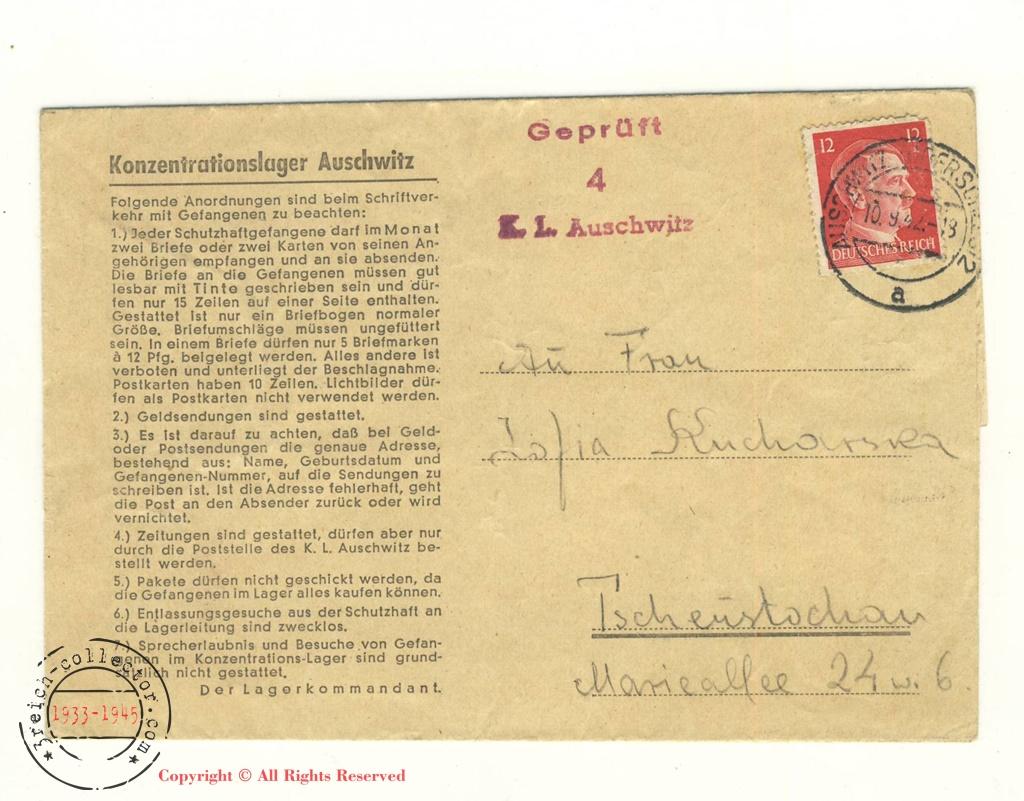 Konzentrationslager Auschwitz
Folgende Anordnungen sind beim Schriftver-
kehr mit Gefangenen zu beachten:
1.) Jeder Schutzhaftgefangene darf im Monat
zwei Briefe oder zwei Karten von seinen An-
gehörigen empfangen und an sie absenden.
Die Briefe an die Gefangenen müssen gut
lesbar mit Tinte geschrieben sein und dür-
fen nur 15 Zeilen auf einer Seite enthalten.
Gestattet ist nur ein Briefbogen normaler
Größe. Briefumschläge müssen ungefüttert
sein. In einem Briefe dürfen nur 5 Briefmarken
à 12 Pfg. beigelegt werden. Alles andere ist
verboten und unterliegt der Beschlagnahme.
Postkarten haben 10 Zeilen. Lichtbilder dür-
fen als Postkarten nicht verwendet werden.
2.) Geldsendungen sind gestattet.
3.) Es ist darauf zu achten, daß bei Geld-
oder Postsendungen die genaue Adresse,
bestehend aus: Name, Geburtsdatum und
Gefangenen-Nummer, auf die Sendungen zu
schreiben ist. Ist die Adresse fehlerhaft, geht
die Post an den Absender zurück oder wird
vernichtet.
4.) Zeitungen sind gestattet, dürfen aber nur
durch die Poststelle des K. L. Auschwitz be-
stellt werden.
5.) Pakete dürfen nicht geschickt werden, da
die Gefangenen im Lager alles kaufen können.
6.) Entlassungsgesuche aus der Schutzhaft an
die Lagerleitung sind zwecklos.
7.) Sprecherlaubnis und Besuche von Gefan-
genen im Konzentrations-Lager sind grund-
sätzlich nicht gestattet.
Der Lagerkommandant.
Geprüft
4
K. L. Auschwitz
12 12
DEUTSCHES REICH
AUSCHWITZ
a
An Frau
Zofia Kucharska
Tschenstochau
Marieallee 24 w. 6.
3reich-collector.com
1933-1945
Copyright © All Rights Reserved